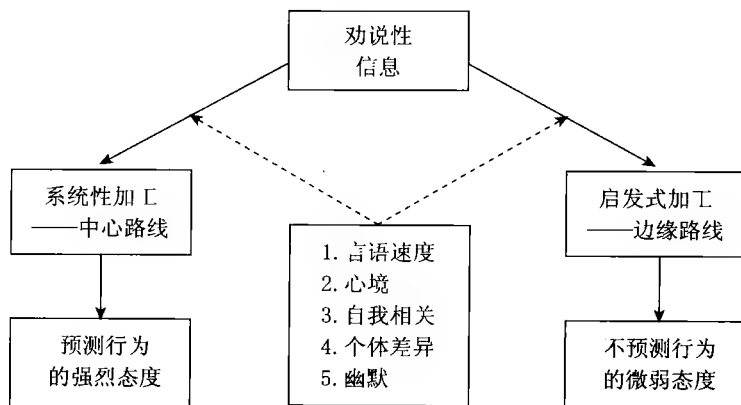 劝说性
信息
系统性加工
——中心路线
启发式加工
——边缘路线
1. 言语速度
2. 心境
3. 自我相关
4. 个体差异
5. 幽默
预测行为
的强烈态度
不预测行为
的微弱态度